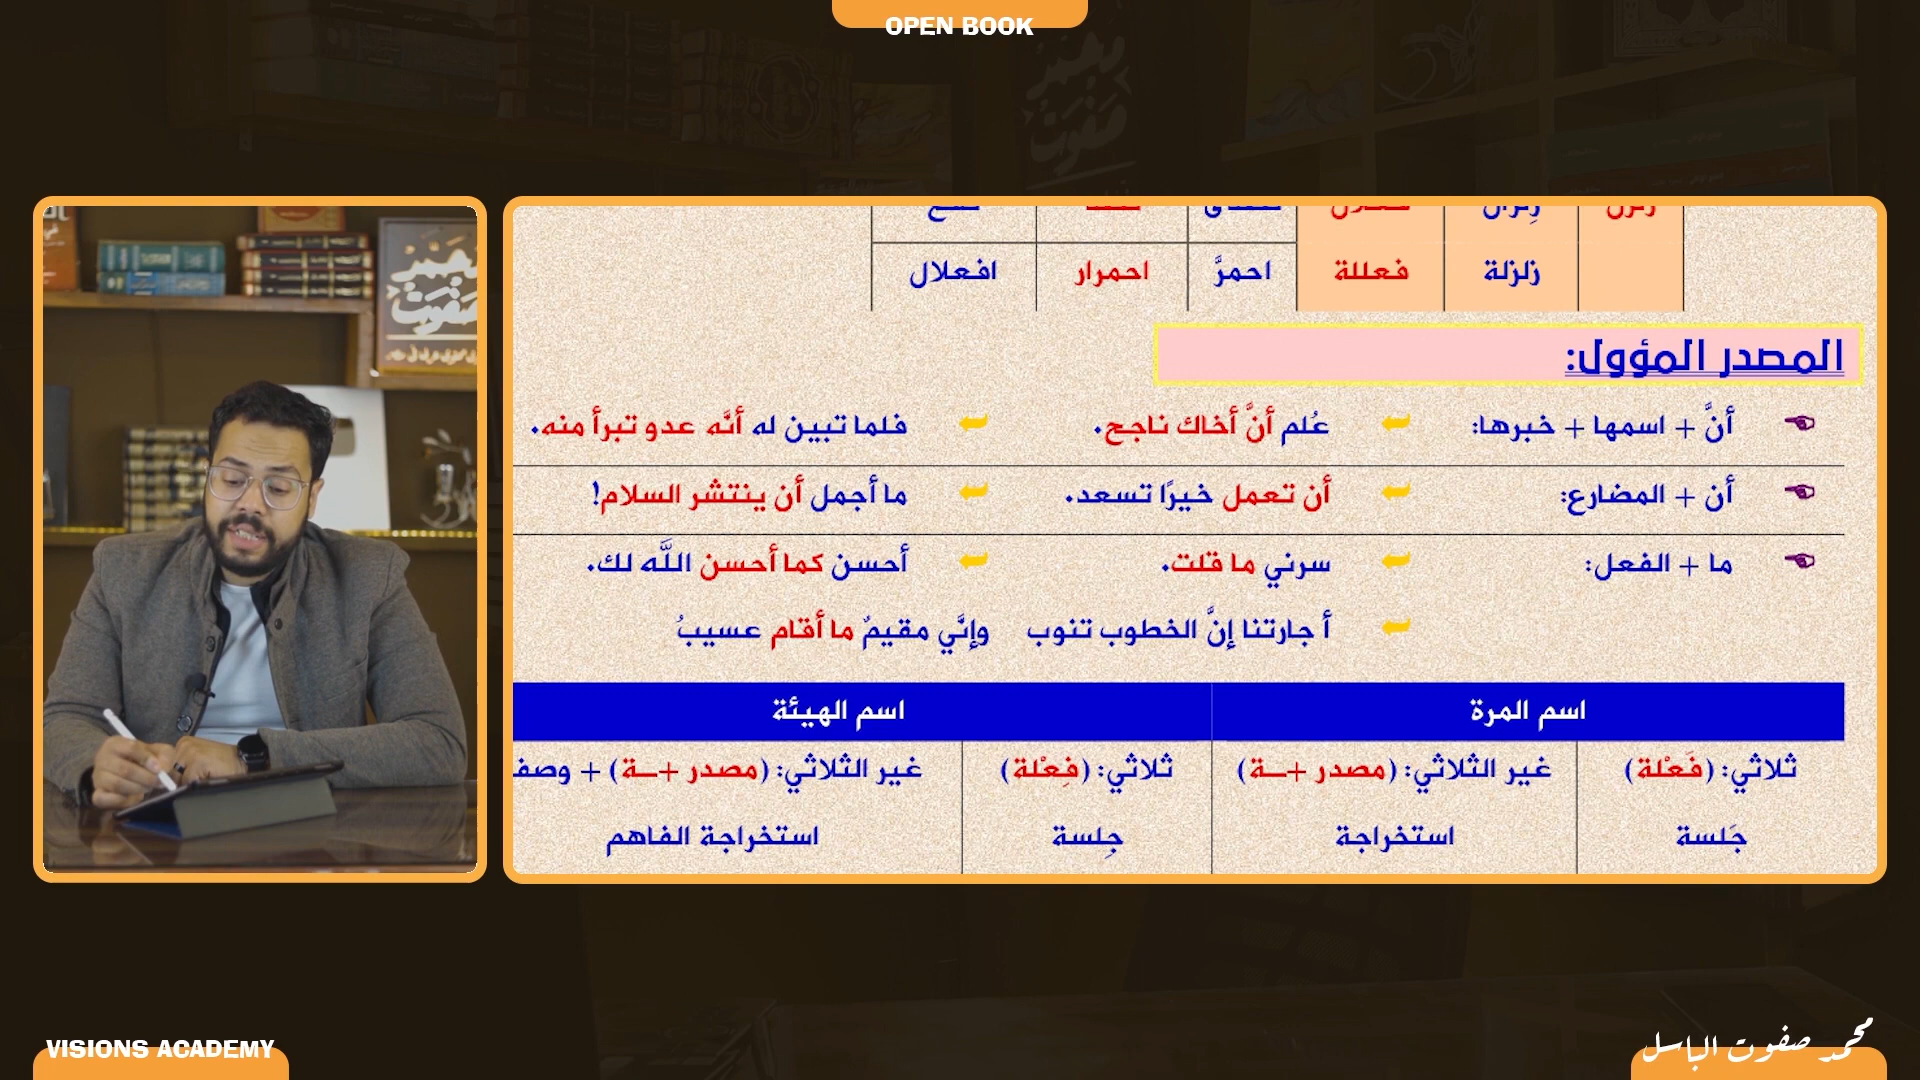 OPEN BOOK
زلزلة فعللة احمرَّ احمرار افعلال
المصدر المؤول:
أنَّ + اسمها + خبرها: عُلم أنَّ أخاك ناجح. فلما تبين له أنَّه عدو تبرأ منه.
أن + المضارع: أن تعمل خيرًا تسعد. ما أجمل أن ينتشر السلام!
ما + الفعل: سرني ما قلت. أحسن كما أحسن اللَّه لك.
أ جارتنا إنَّ الخطوب تنوب وإنَّي مقيمٌ ما أقام عسيبُ
اسم المرة اسم الهيئة
ثلاثي: (فَعْلة) غير الثلاثي: (مصدر +ـــة) ثلاثي: (فِعْلة) غير الثلاثي: (مصدر +ـــة) + وصف
جَلسة استخراجة جِلسة استخراجة الفاهم
VISIONS ACADEMY
محمد صفوت الباسل